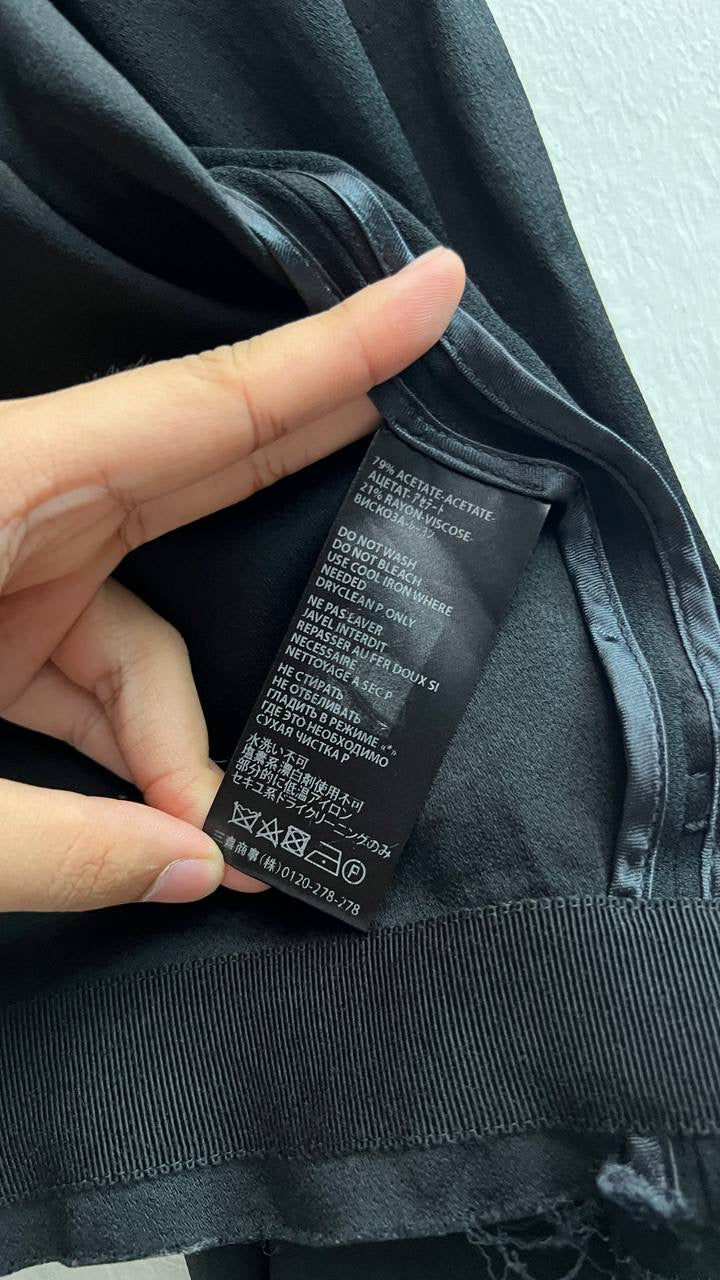 79% ACETATE-ACETATE-
АЦЕТАТ-アセテート
21% RAYON-VISCOSE-
ВИСКОЗА-レーヨン
DO NOT WASH
DO NOT BLEACH
USE COOL IRON WHERE
NEEDED
DRYCLEAN P ONLY
NE PAS LAVER
JAVEL INTERDIT
REPASSER AU FER DOUX SI
NECESSAIRE
NETTOYAGE A SEC P
НЕ СТИРАТЬ
НЕ ОТБЕЛИВАТЬ
ГЛАДИТЬ В РЕЖИМЕ «*»
ГДЕ ЭТО НЕОБХОДИМО
СУХАЯ ЧИСТКА P
水洗い不可
塩素系漂白剤使用不可
部分的に低温アイロン
セキユ系ドライクリーニングのみ
P
三喜商事(株)0120-278-278